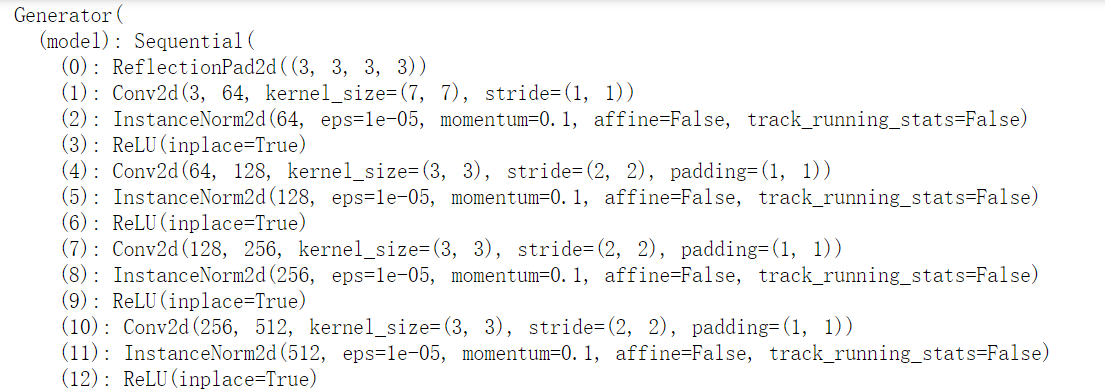 Generator(
(model): Sequential(
(0): ReflectionPad2d((3, 3, 3, 3))
(1): Conv2d(3, 64, kernel_size=(7, 7), stride=(1, 1))
(2): InstanceNorm2d(64, eps=1e-05, momentum=0.1, affine=False, track_running_stats=False)
(3): ReLU(inplace=True)
(4): Conv2d(64, 128, kernel_size=(3, 3), stride=(2, 2), padding=(1, 1))
(5): InstanceNorm2d(128, eps=1e-05, momentum=0.1, affine=False, track_running_stats=False)
(6): ReLU(inplace=True)
(7): Conv2d(128, 256, kernel_size=(3, 3), stride=(2, 2), padding=(1, 1))
(8): InstanceNorm2d(256, eps=1e-05, momentum=0.1, affine=False, track_running_stats=False)
(9): ReLU(inplace=True)
(10): Conv2d(256, 512, kernel_size=(3, 3), stride=(2, 2), padding=(1, 1))
(11): InstanceNorm2d(512, eps=1e-05, momentum=0.1, affine=False, track_running_stats=False)
(12): ReLU(inplace=True)